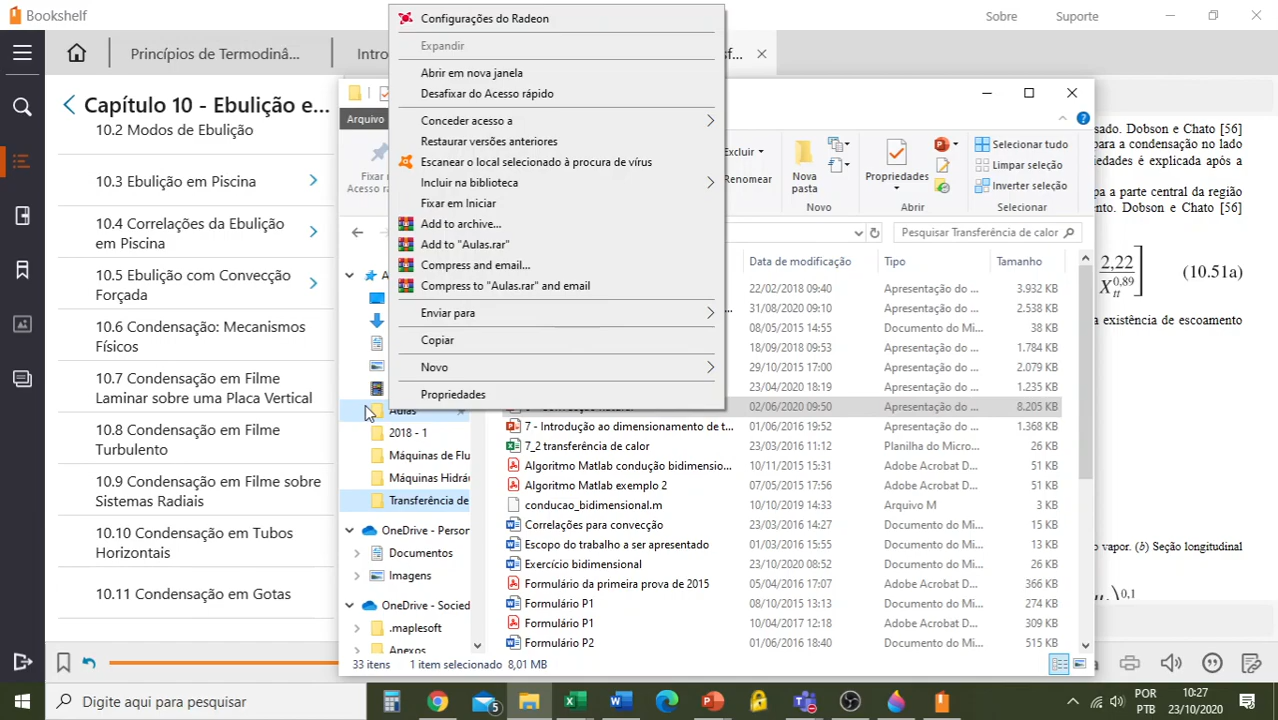 Bookshelf
Sobre
Suporte
Princípios de Termodinâ...
Intro
sf...
Capítulo 10 - Ebulição e...
10.2 Modos de Ebulição
10.3 Ebulição em Piscina
10.4 Correlações da Ebulição
em Piscina
10.5 Ebulição com Convecção
Forçada
10.6 Condensação: Mecanismos
Físicos
10.7 Condensação em Filme
Laminar sobre uma Placa Vertical
10.8 Condensação em Filme
Turbulento
10.9 Condensação em Filme sobre
Sistemas Radiais
10.10 Condensação em Tubos
Horizontais
10.11 Condensação em Gotas
Configurações do Radeon
Expandir
Abrir em nova janela
Desafixar do Acesso rápido
Conceder acesso a
Restaurar versões anteriores
Escanear o local selecionado à procura de vírus
Incluir na biblioteca
Fixar em Iniciar
Add to archive...
Add to "Aulas.rar"
Compress and email...
Compress to "Aulas.rar" and email
Enviar para
Copiar
Novo
Propriedades
Arquivo
Fixar
Acesso ra
Excluir
Renomear
Nova
pasta
Novo
Propriedades
Abrir
Selecionar tudo
Limpar seleção
Inverter seleção
Selecionar
Pesquisar Transferência de calor
Data de modificação Tipo Tamanho
22/02/2018 09:40 Apresentação do ... 3.932 KB
31/08/2020 09:10 Apresentação do ... 2.538 KB
08/05/2015 14:55 Documento do Mi... 38 KB
18/09/2018 09:53 Apresentação do ... 1.784 KB
29/10/2015 17:00 Apresentação do ... 2.079 KB
23/04/2020 18:19 Apresentação do ... 1.235 KB
02/06/2020 09:50 Apresentação do ... 8.205 KB
7 - Introdução ao dimensionamento de t... 01/06/2016 19:52 Apresentação do ... 1.368 KB
7_2 transferência de calor 23/03/2016 11:12 Planilha do Micro... 26 KB
Algoritmo Matlab condução bidimensio... 10/11/2015 15:31 Adobe Acrobat D... 51 KB
Algoritmo Matlab exemplo 2 07/05/2015 17:56 Adobe Acrobat D... 51 KB
conducao_bidimensional.m 10/10/2019 14:33 Arquivo M 3 KB
Correlações para convecção 23/03/2016 14:27 Documento do Mi... 15 KB
Escopo do trabalho a ser apresentado 01/03/2016 15:55 Documento do Mi... 13 KB
Exercício bidimensional 23/10/2020 08:52 Documento do Mi... 26 KB
Formulário da primeira prova de 2015 05/04/2016 17:07 Adobe Acrobat D... 366 KB
Formulário P1 08/10/2015 13:13 Documento do Mi... 274 KB
Formulário P1 10/04/2017 12:18 Adobe Acrobat D... 309 KB
Formulário P2 01/06/2016 18:40 Documento do Mi... 515 KB
Aulas
2018 - 1
Máquinas de Flu
Máquinas Hidrá
Transferência de
OneDrive - Person
Documentos
Imagens
OneDrive - Socied
.maplesoft
Anexos
33 itens 1 item selecionado 8,01 MB
sado. Dobson e Chato [56]
para a condensação no lado
iedades é explicada após a
pa a parte central da região
nto. Dobson e Chato [56]
2,22
X_tt^0,89
(10.51a)
a existência de escoamento
vapor. (b) Seção longitudinal
0,1
Digite aqui para pesquisar
5
POR
PTB
10:27
23/10/2020